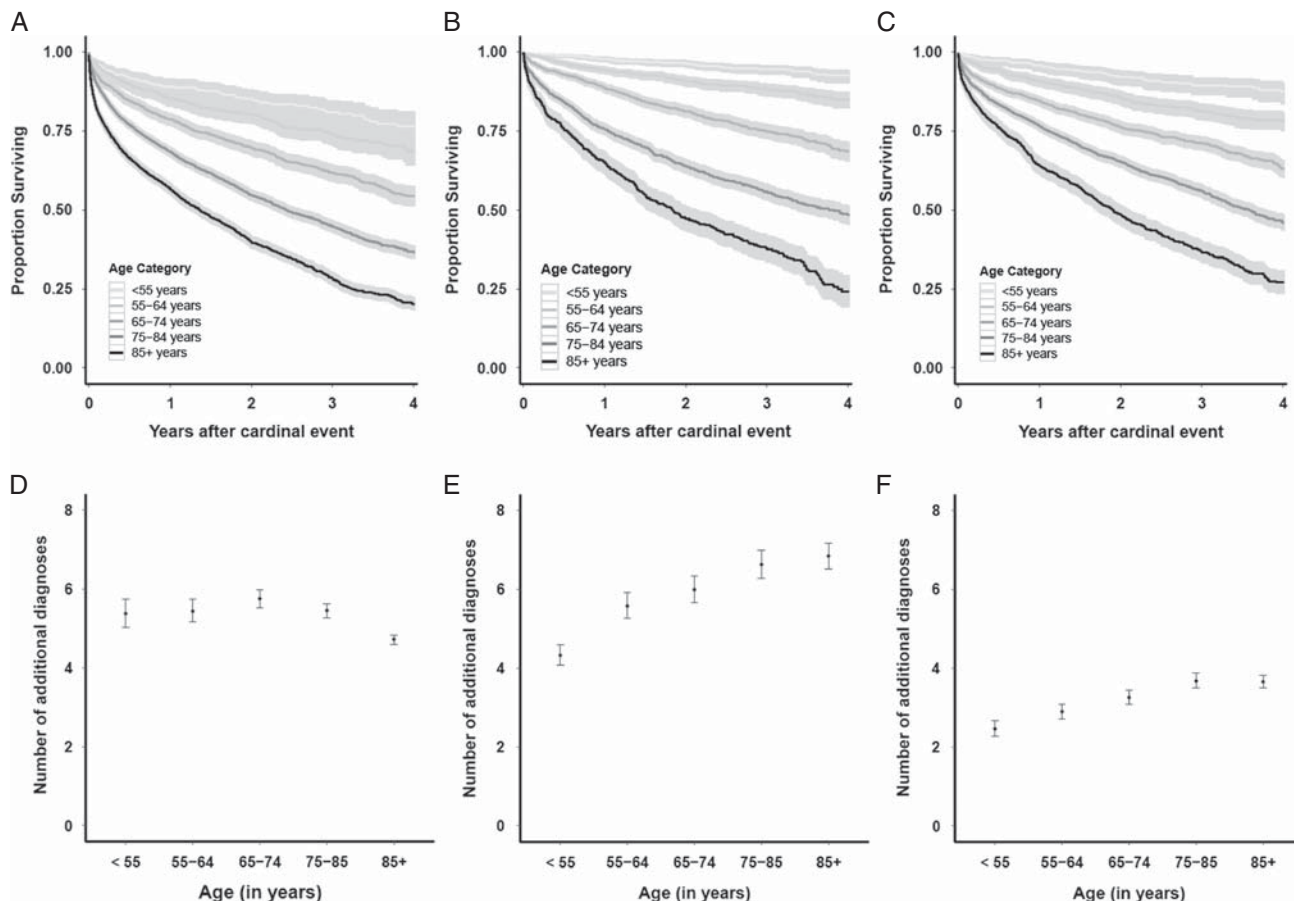 A
1.00
0.75
0.50
0.25
0.00
Proportion Surviving
Age Category
<55 years
55–64 years
65–74 years
75–84 years
85+ years
0 1 2 3 4
Years after cardinal event
B
1.00
0.75
0.50
0.25
0.00
Proportion Surviving
Age Category
<55 years
55–64 years
65–74 years
75–84 years
85+ years
0 1 2 3 4
Years after cardinal event
C
1.00
0.75
0.50
0.25
0.00
Proportion Surviving
Age Category
<55 years
55–64 years
65–74 years
75–84 years
85+ years
0 1 2 3 4
Years after cardinal event
D
8
6
4
2
0
Number of additional diagnoses
< 55 55–64 65–74 75–85 85+
Age (in years)
E
8
6
4
2
0
Number of additional diagnoses
< 55 55–64 65–74 75–85 85+
Age (in years)
F
8
6
4
2
0
Number of additional diagnoses
< 55 55–64 65–74 75–85 85+
Age (in years)